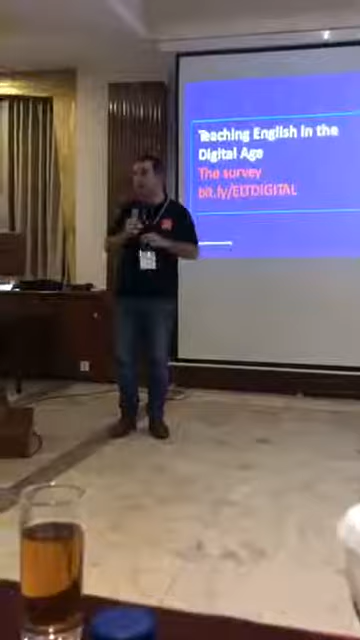 Teaching English in the
Digital Age
The survey
bit.ly/ELTDIGITAL